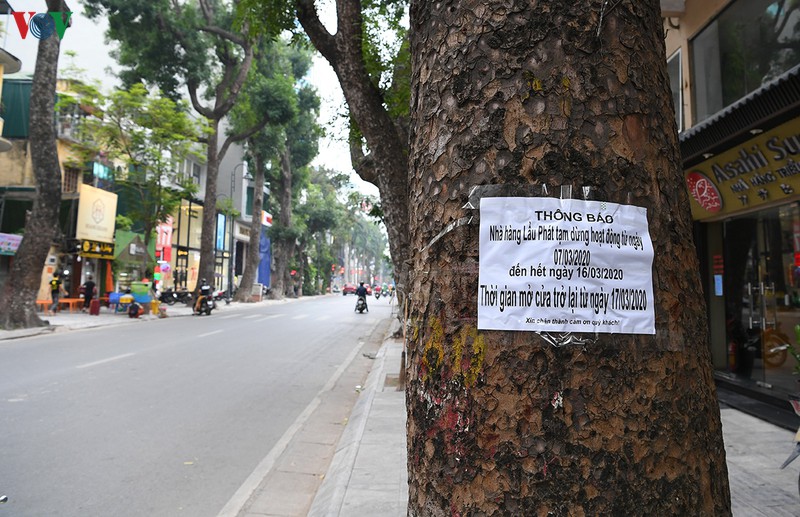 VOV
THÔNG BÁO
Nhà hàng Lẩu Phát tạm dừng hoạt động từ ngày
07/03/2020
đến hết ngày 16/03/2020
Thời gian mở cửa trở lại từ ngày 17/03/2020
Xin chân thành cảm ơn quý khách!
Asahi Su